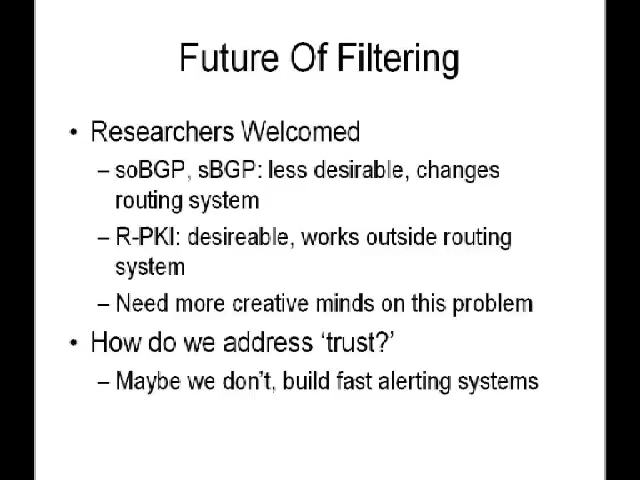 Future Of Filtering
• Researchers Welcomed
– soBGP, sBGP: less desirable, changes
routing system
– R-PKI: desireable, works outside routing
system
– Need more creative minds on this problem
• How do we address ‘trust?’
– Maybe we don’t, build fast alerting systems